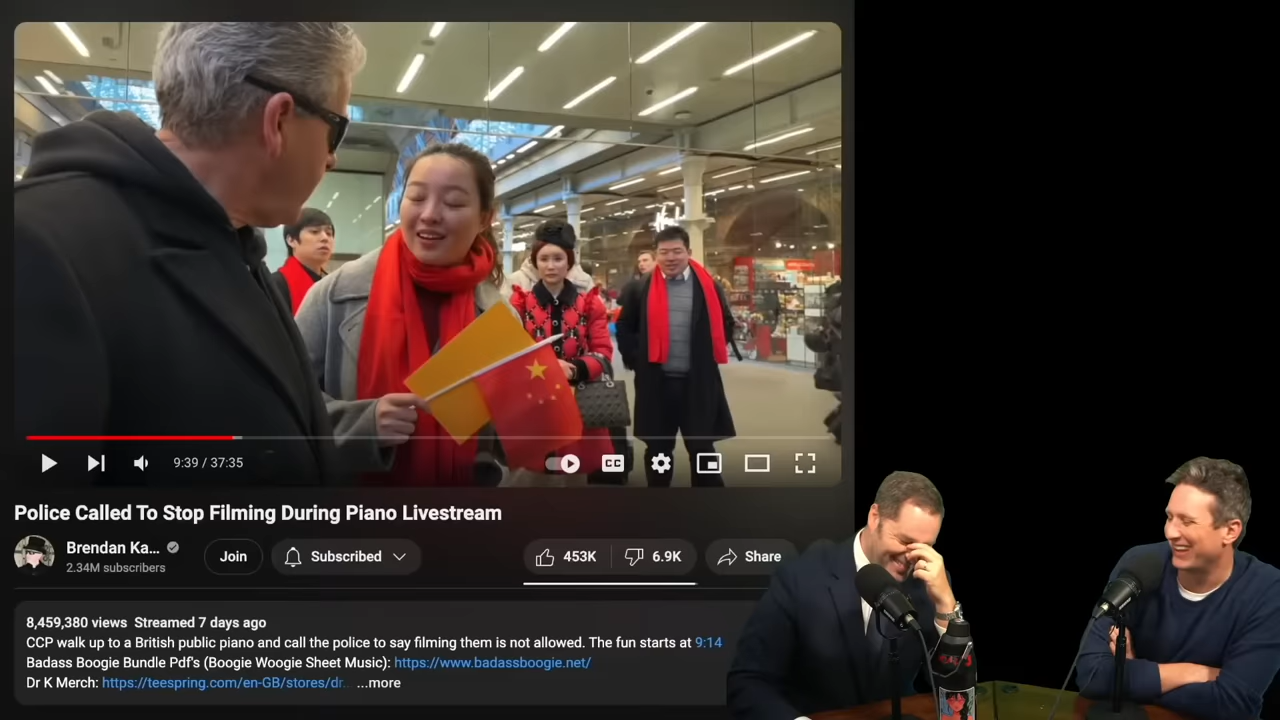 9:39 / 37:35
CC
Police Called To Stop Filming During Piano Livestream
Brendan Ka...
2.34M subscribers
Join
Subscribed
453K
6.9K
Share
8,459,380 views Streamed 7 days ago
CCP walk up to a British public piano and call the police to say filming them is not allowed. The fun starts at 9:14
Badass Boogie Bundle Pdf's (Boogie Woogie Sheet Music): https://www.badassboogie.net/
Dr K Merch: https://teespring.com/en-GB/stores/dr... ...more